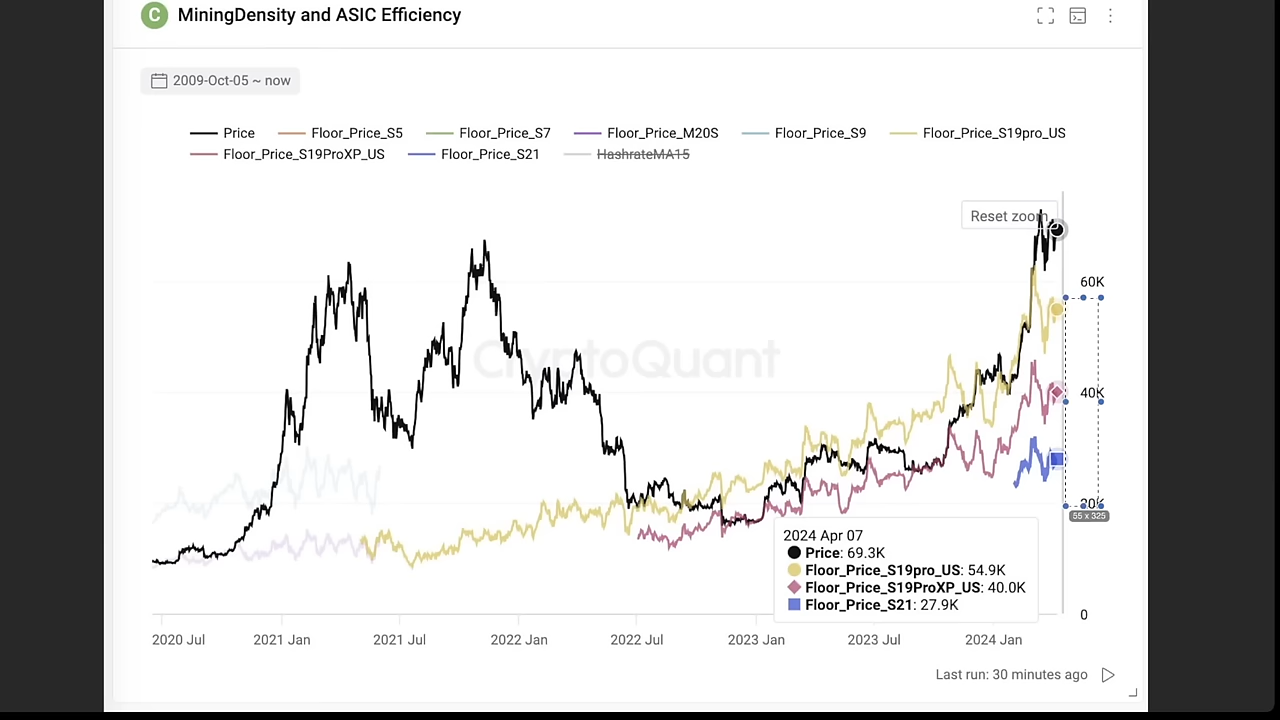 C MiningDensity and ASIC Efficiency
2009-Oct-05 ~ now
Price Floor_Price_S5 Floor_Price_S7 Floor_Price_M20S Floor_Price_S9 Floor_Price_S19pro_US
Floor_Price_S19ProXP_US Floor_Price_S21 HashrateMA15
Reset zoom
60K
CryptoQuant
40K
20K
55 x 325
2024 Apr 07
Price: 69.3K
Floor_Price_S19pro_US: 54.9K
Floor_Price_S19ProXP_US: 40.0K
Floor_Price_S21: 27.9K
0
2020 Jul 2021 Jan 2021 Jul 2022 Jan 2022 Jul 2023 Jan 2023 Jul 2024 Jan
Last run: 30 minutes ago